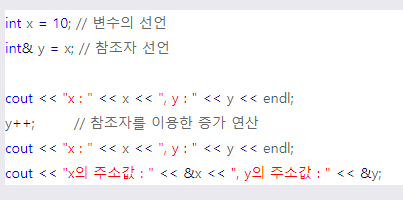 int x = 10; // 변수의 선언
int& y = x; // 참조자 선언
cout << "x : " << x << ", y : " << y << endl;
y++; // 참조자를 이용한 증가 연산
cout << "x : " << x << ", y : " << y << endl;
cout << "x의 주소값 : " << &x << ", y의 주소값 : " << &y;